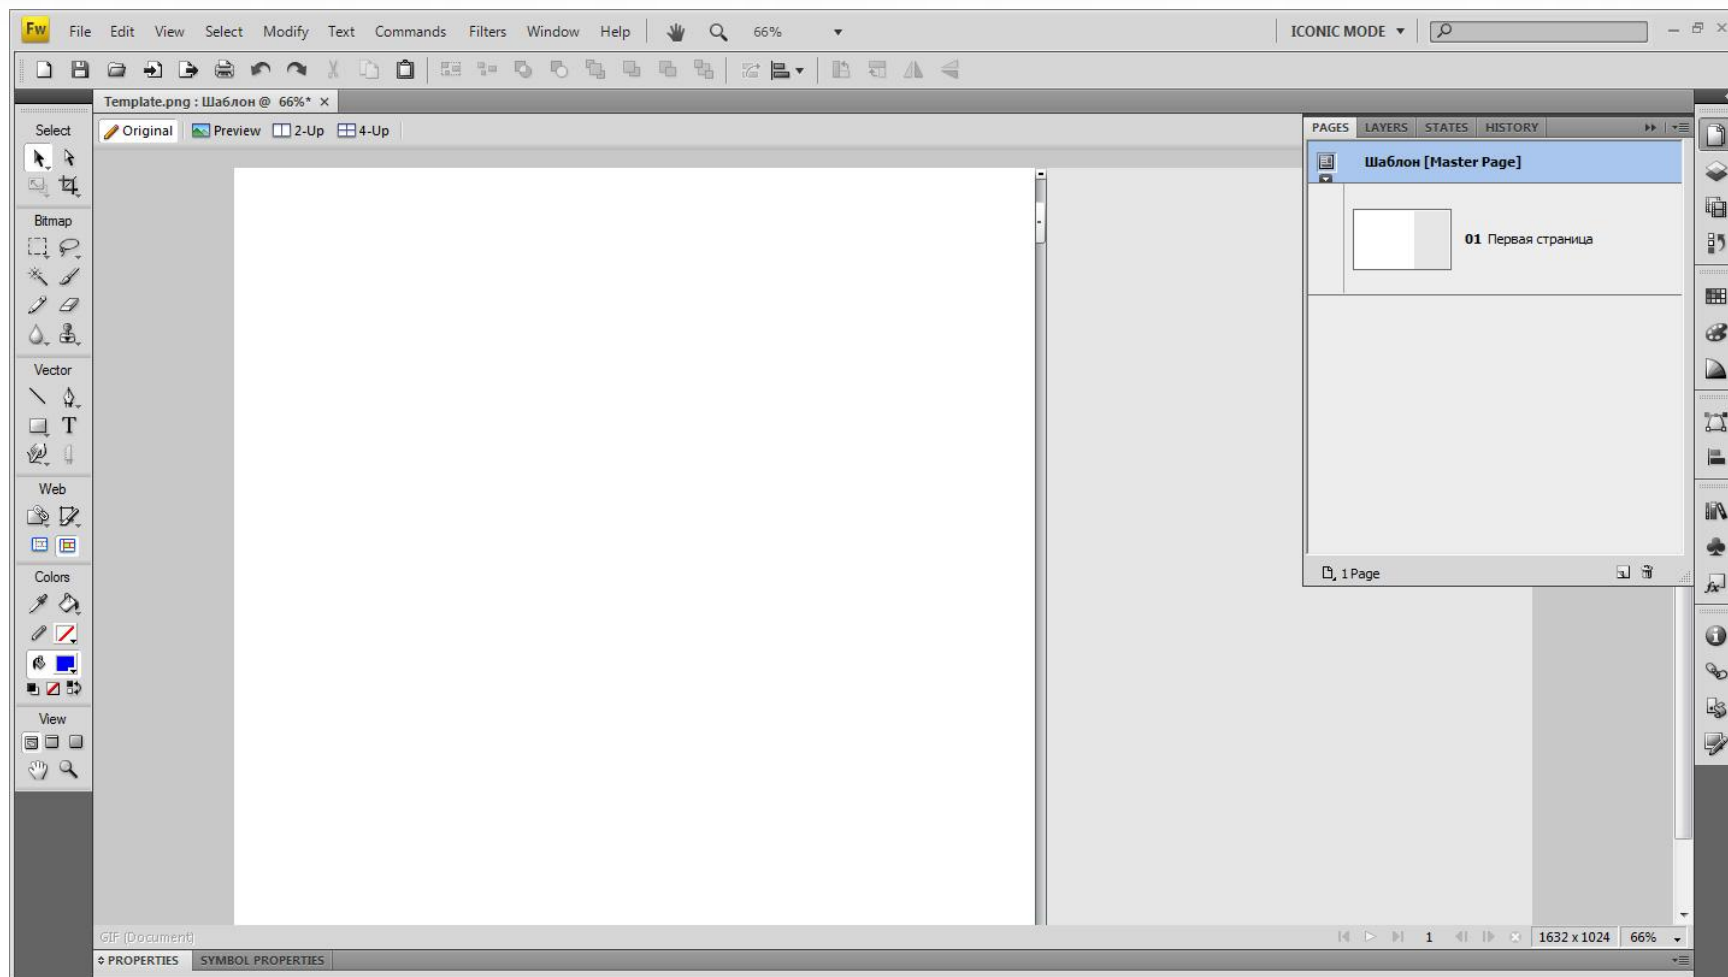 Fw File Edit View Select Modify Text Commands Filters Window Help 66% ICONIC MODE
Template.png : Шаблон @ 66%* ×
Original Preview 2-Up 4-Up
PAGES LAYERS STATES HISTORY
Шаблон [Master Page]
01 Первая страница
1 Page
Select
Bitmap
Vector
T
Web
Colors
View
GIF (Document)
1 1632 x 1024 66%
PROPERTIES SYMBOL PROPERTIES